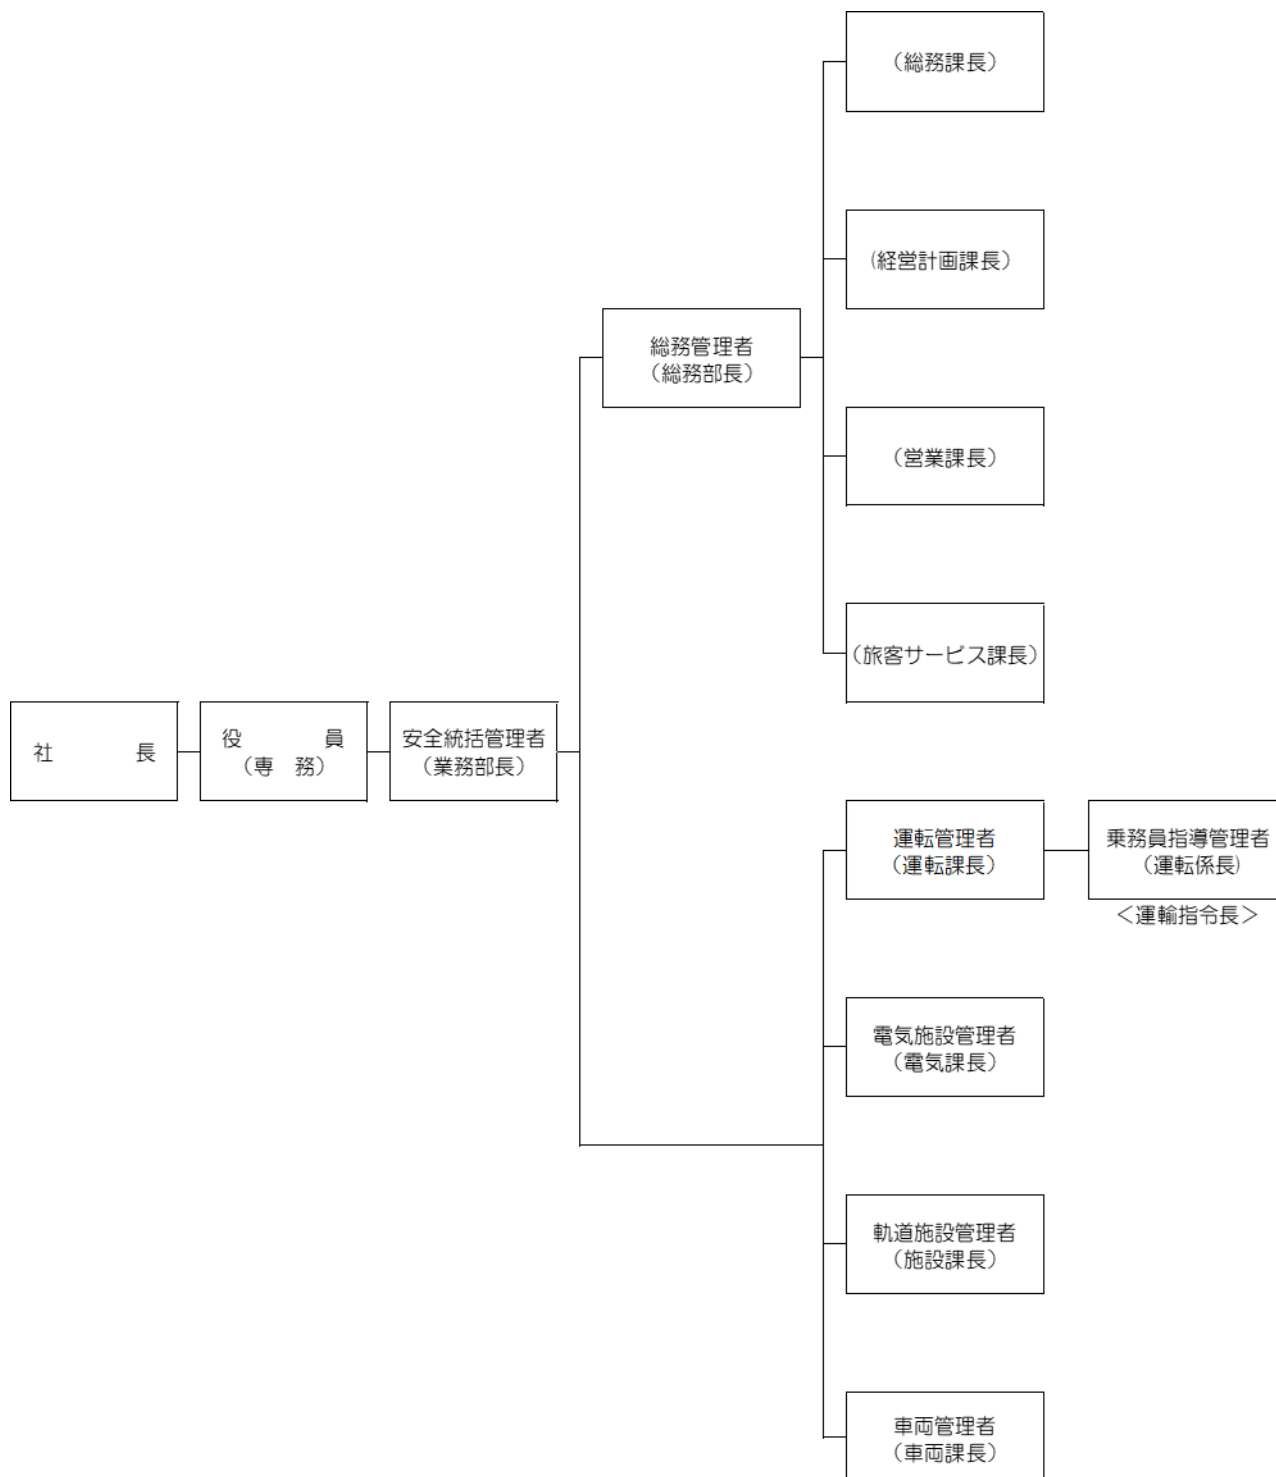 （総務課長）
(経営計画課長）
総務管理者
（総務部長）
（営業課長）
（旅客サービス課長）
社　　　　長
役　　　　員
（専　務）
安全統括管理者
（業務部長）
運転管理者
（運転課長）
乗務員指導管理者
（運転係長)
＜運輸指令長＞
電気施設管理者
（電気課長）
軌道施設管理者
（施設課長）
車両管理者
（車両課長）